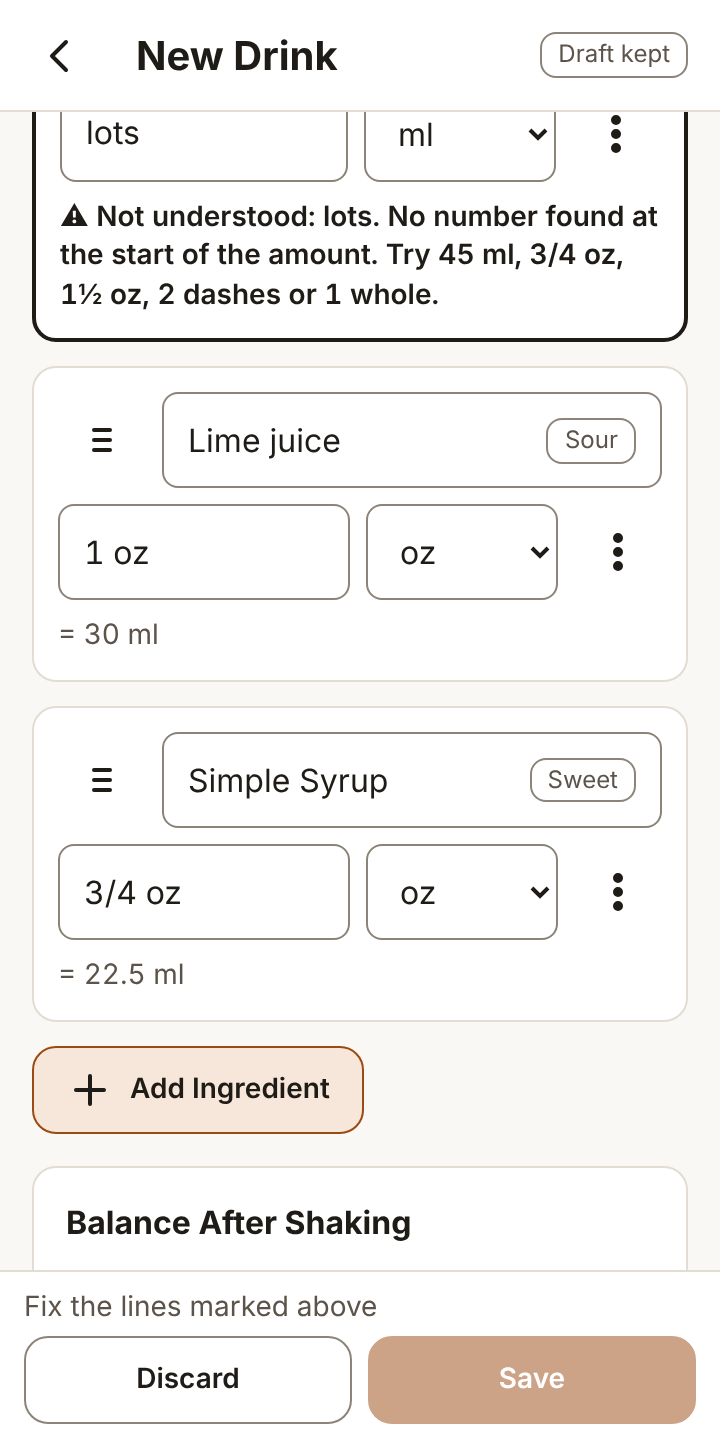 New Drink
Draft kept
lots
ml
⚠ Not understood: lots. No number found at
the start of the amount. Try 45 ml, 3/4 oz,
1½ oz, 2 dashes or 1 whole.
Lime juice
Sour
1 oz
oz
= 30 ml
Simple Syrup
Sweet
3/4 oz
oz
= 22.5 ml
Add Ingredient
Balance After Shaking
Fix the lines marked above
Discard
Save